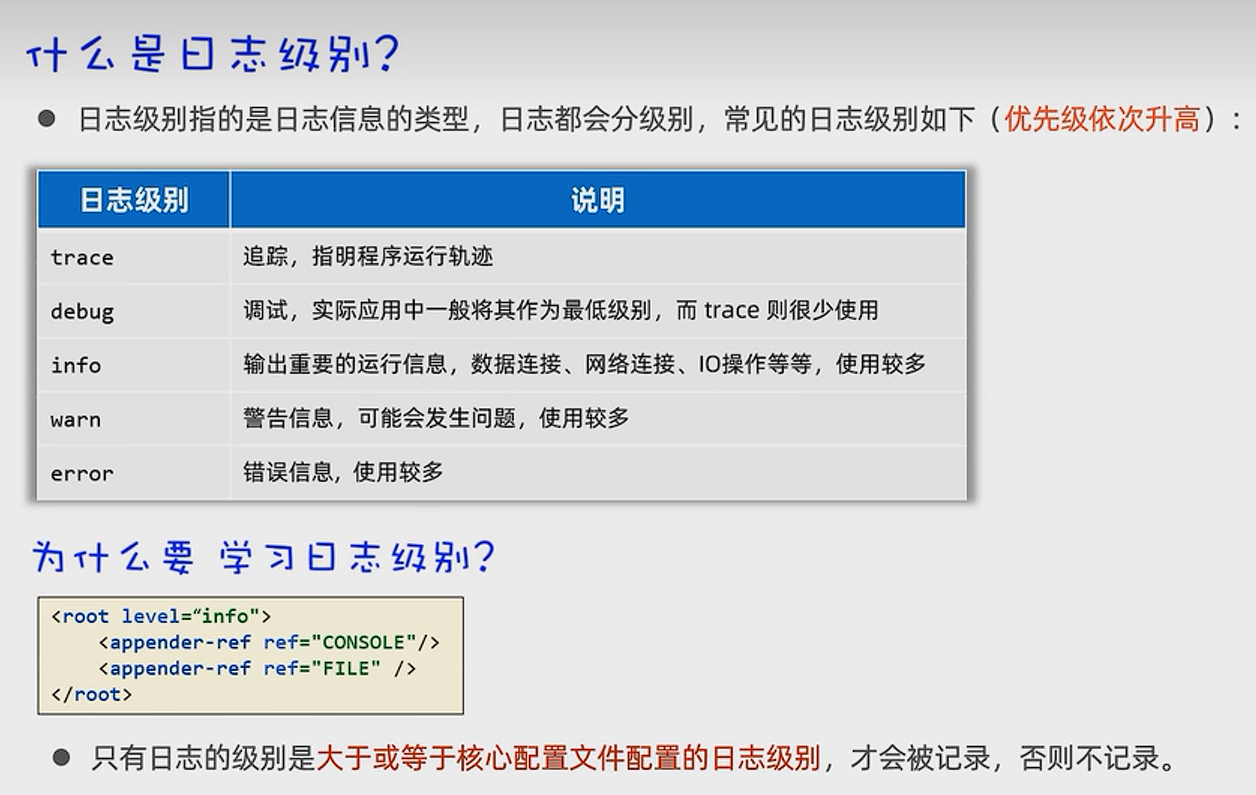 什么是日志级别?
● 日志级别指的是日志信息的类型，日志都会分级别，常见的日志级别如下（优先级依次升高）：
日志级别 说明
trace 追踪，指明程序运行轨迹
debug 调试，实际应用中一般将其作为最低级别，而 trace 则很少使用
info 输出重要的运行信息，数据连接、网络连接、IO操作等等，使用较多
warn 警告信息，可能会发生问题，使用较多
error 错误信息, 使用较多
为什么要 学习日志级别?
<root level=“info">
<appender-ref ref="CONSOLE"/>
<appender-ref ref="FILE" />
</root>
● 只有日志的级别是大于或等于核心配置文件配置的日志级别，才会被记录，否则不记录。